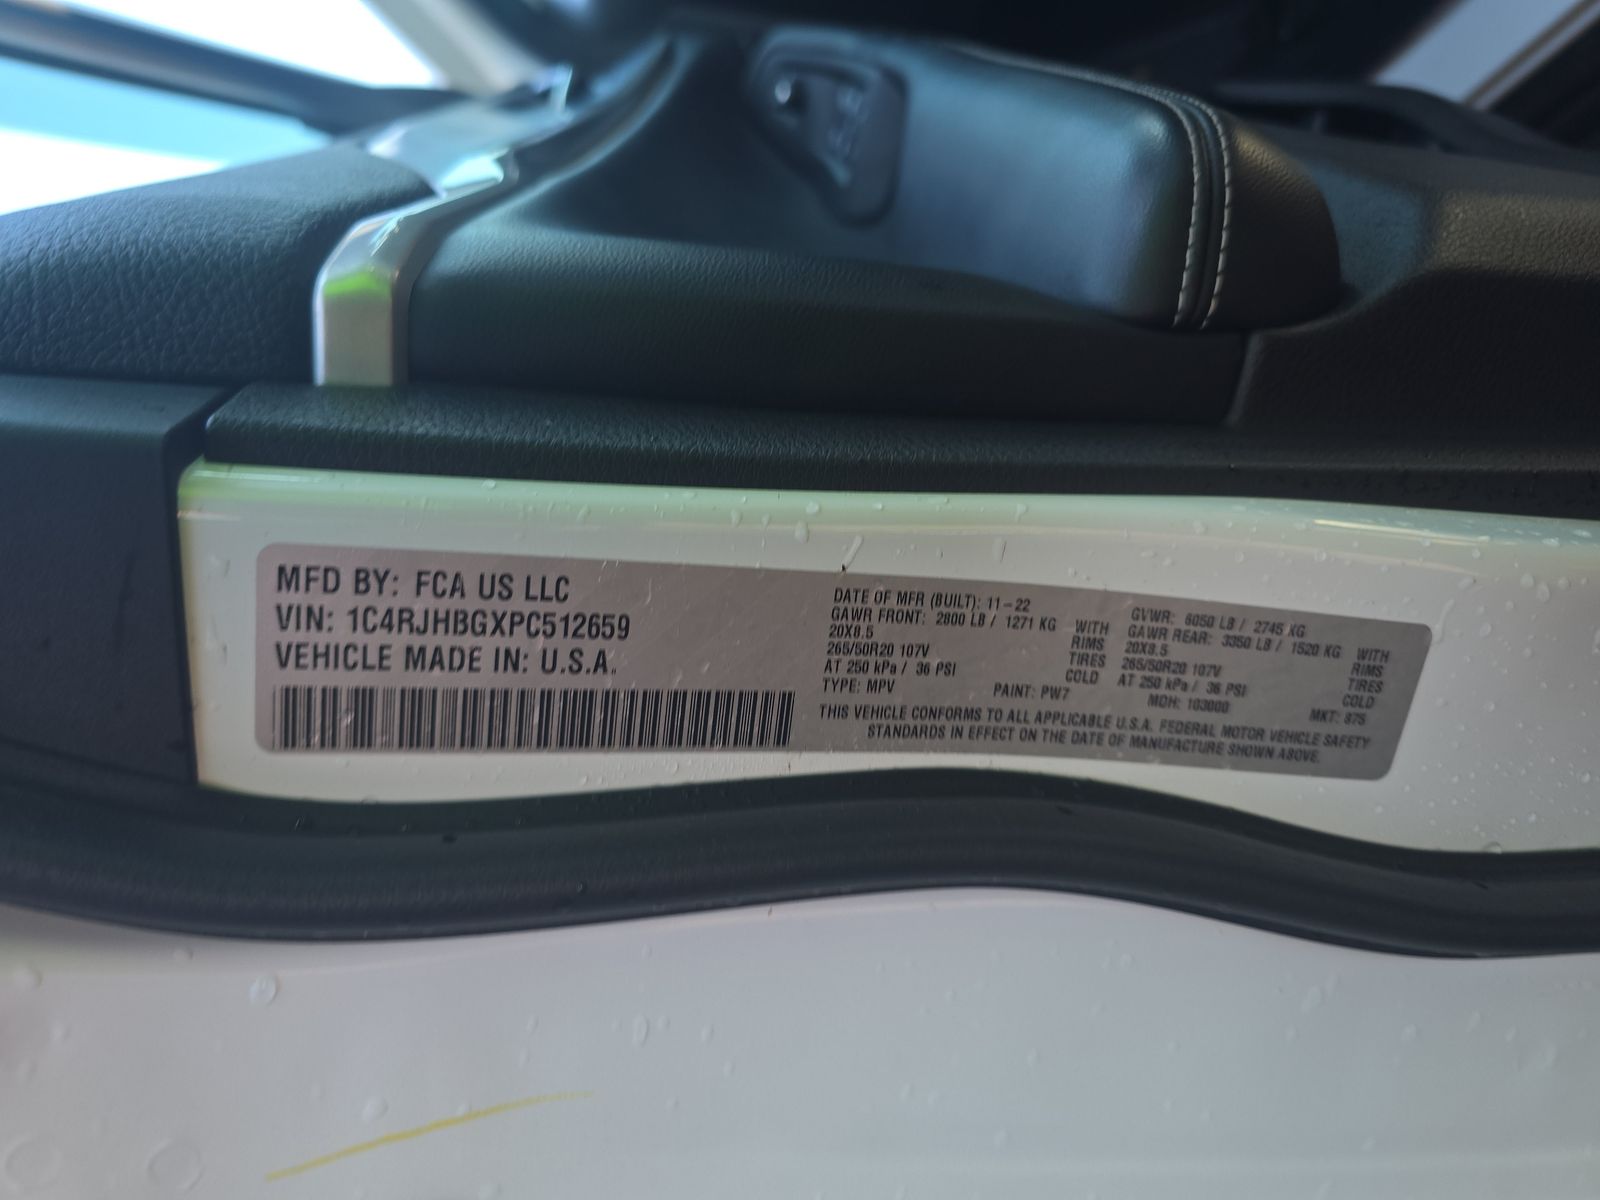 MFD BY: FCA US LLC
VIN: 1C4RJHBGXPC512659
VEHICLE MADE IN: U.S.A.
DATE OF MFR (BUILT): 11-22
GAWR FRONT: 2800 LB / 1271 KG WITH
20X8.5 RIMS
265/50R20 107V TIRES
AT 250 kPa / 36 PSI COLD
TYPE: MPV PAINT: PW7
GVWR: 6050 LB / 2745 KG
GAWR REAR: 3350 LB / 1520 KG WITH
20X8.5 RIMS
265/50R20 107V TIRES
AT 250 kPa / 36 PSI COLD
MDH: 103000 MKT: 875
THIS VEHICLE CONFORMS TO ALL APPLICABLE U.S.A. FEDERAL MOTOR VEHICLE SAFETY
STANDARDS IN EFFECT ON THE DATE OF MANUFACTURE SHOWN ABOVE.